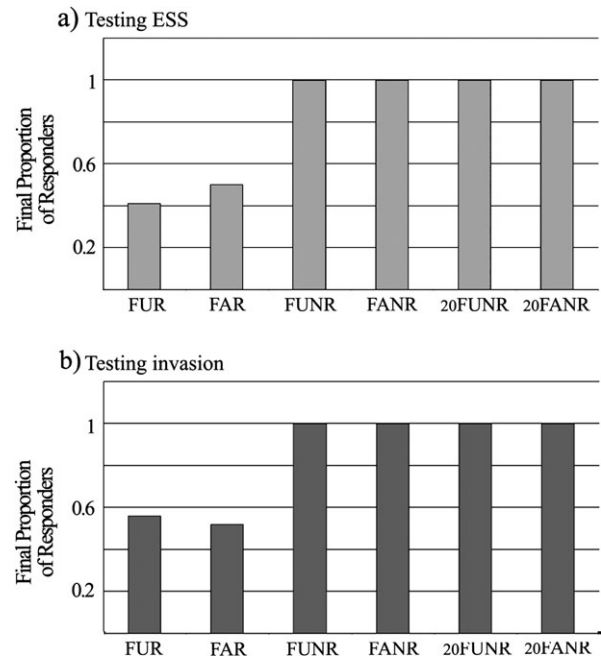 a) Testing ESS
Final Proportion
of Responders
1
0.6
0.2
FUR FAR FUNR FANR 20FUNR 20FANR
b) Testing invasion
Final Proportion
of Responders
1
0.6
0.2
FUR FAR FUNR FANR 20FUNR 20FANR